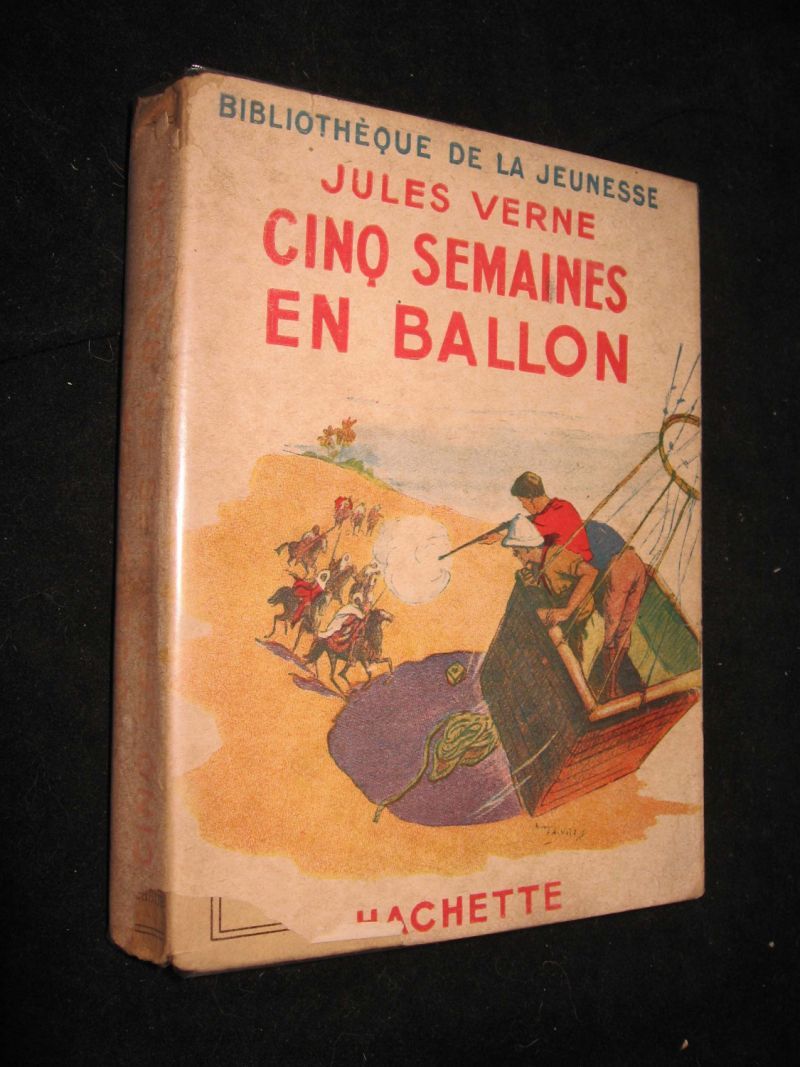 BIBLIOTHÈQUE DE LA JEUNESSE
JULES VERNE
CINQ SEMAINES
EN BALLON
HACHETTE